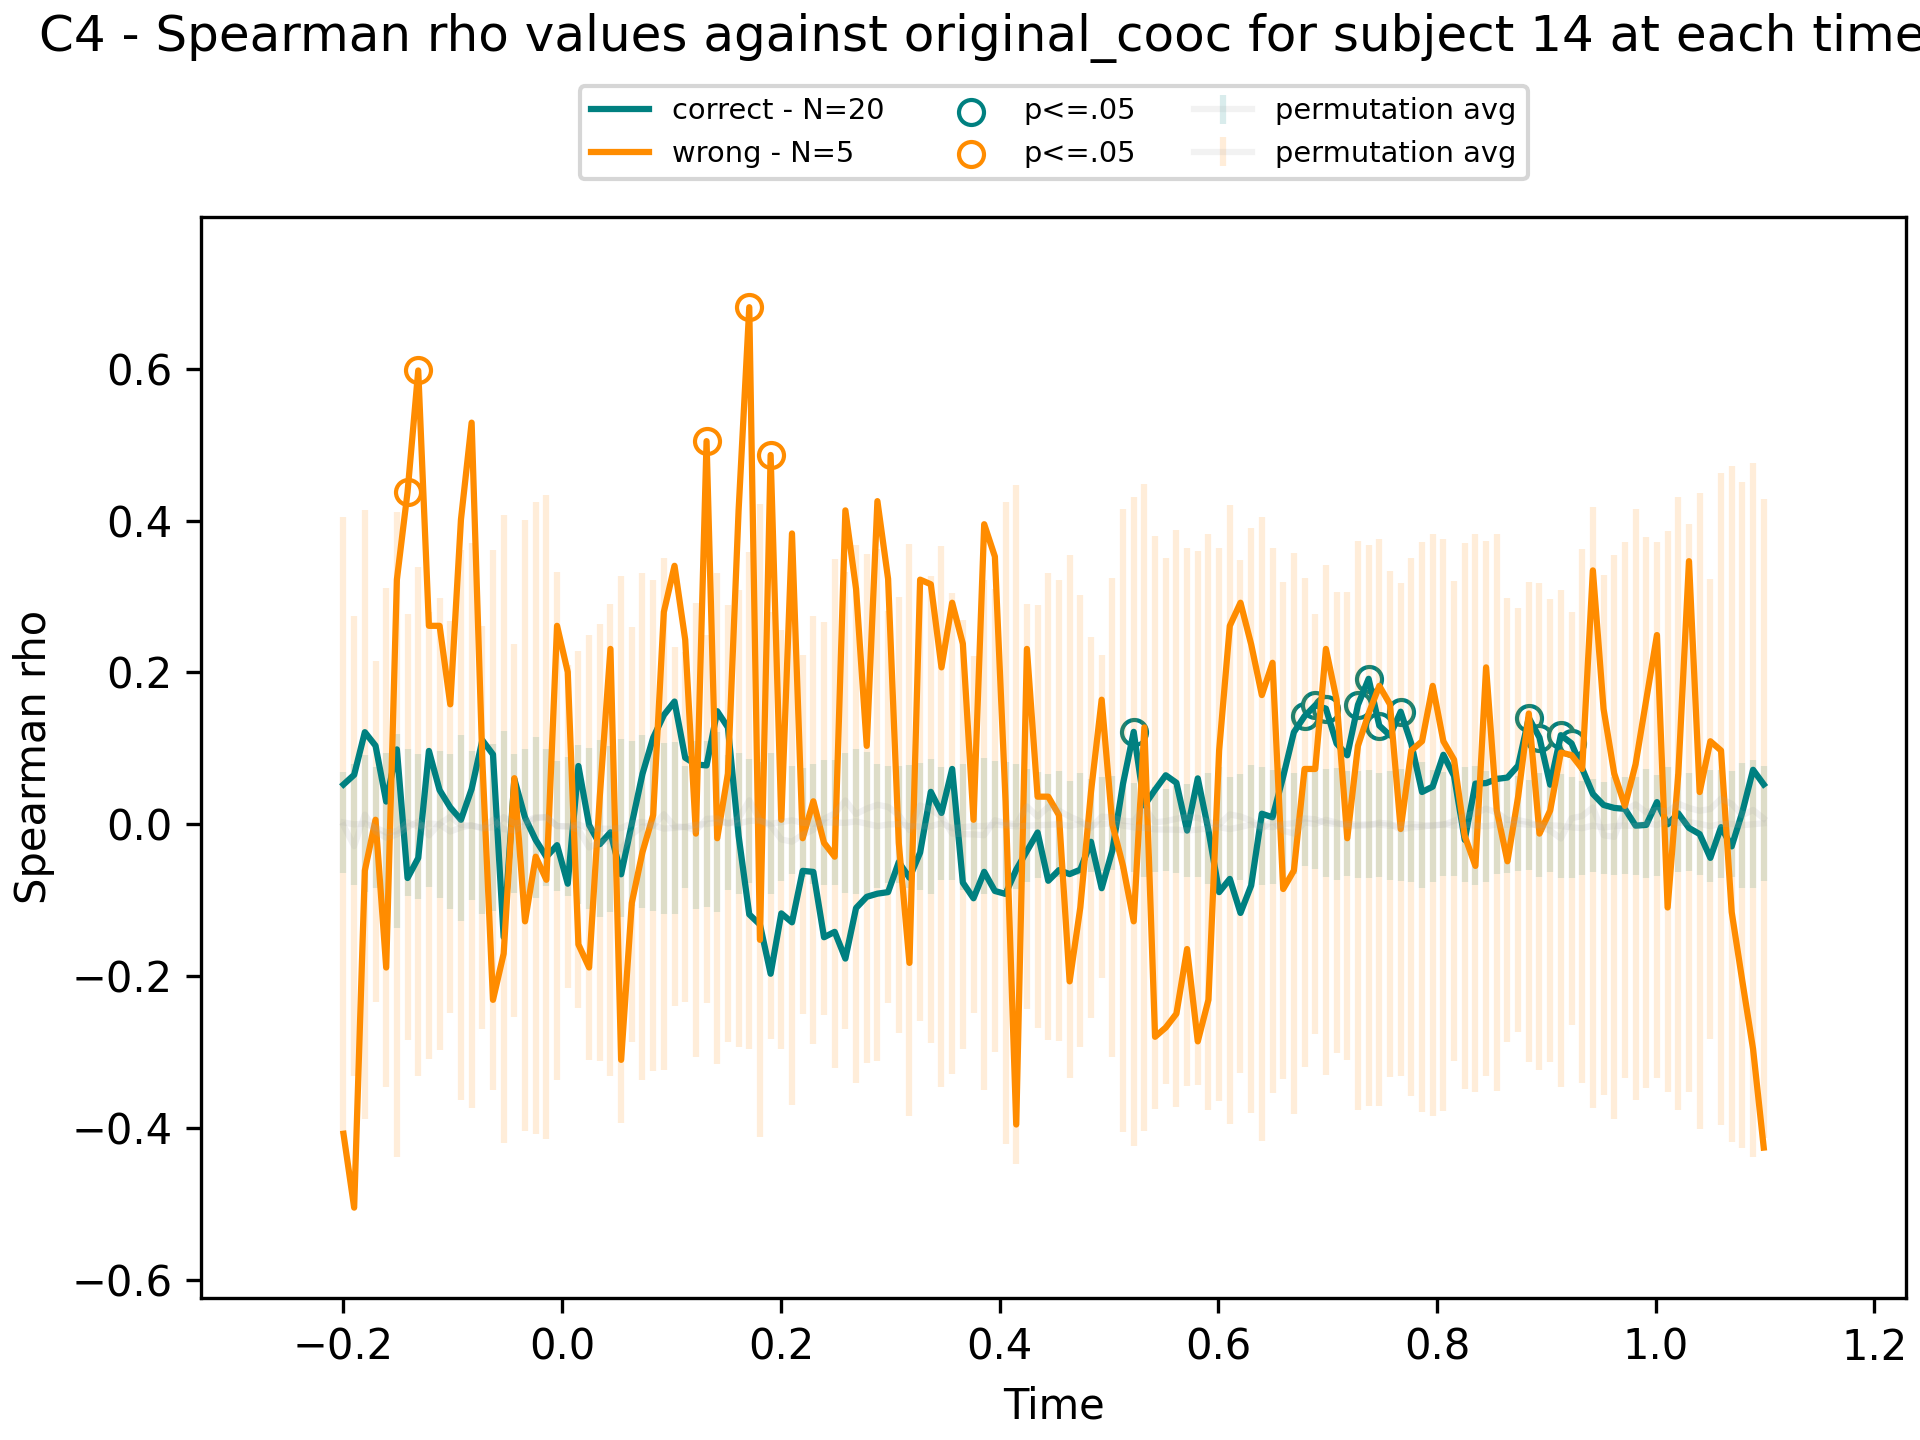 C4 - Spearman rho values against original_cooc for subject 14 at each time
correct - N=20 p<=.05 permutation avg
wrong - N=5 p<=.05 permutation avg
Spearman rho
0.6
0.4
0.2
0.0
−0.2
−0.4
−0.6
−0.2 0.0 0.2 0.4 0.6 0.8 1.0 1.2
Time